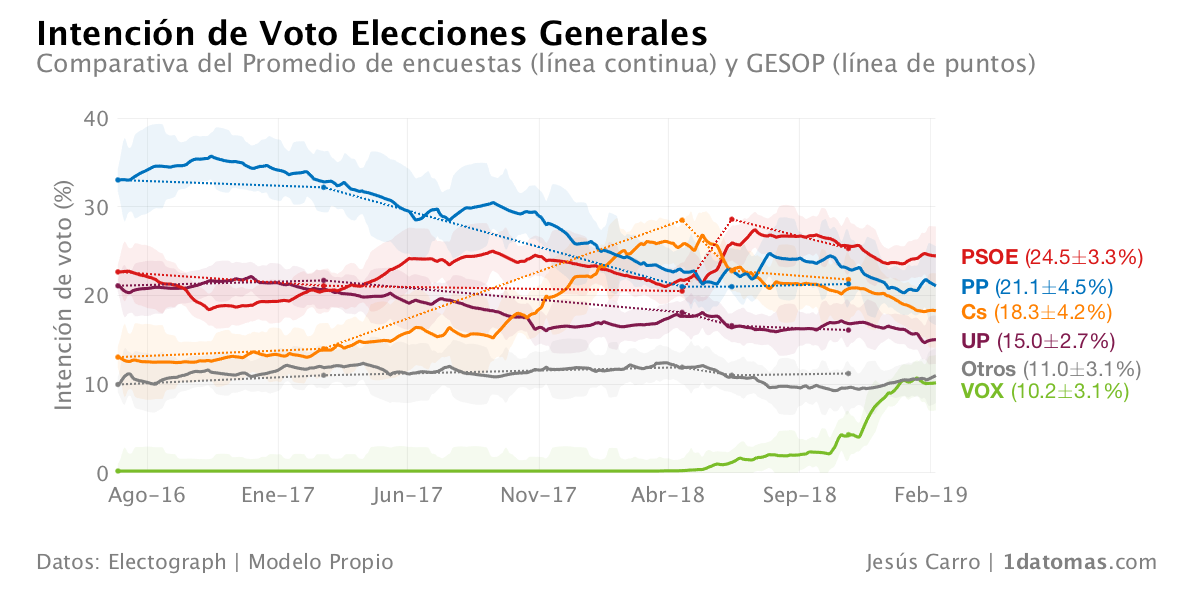 Intención de Voto Elecciones Generales
Comparativa del Promedio de encuestas (línea continua) y GESOP (línea de puntos)
Intención de voto (%)
40
30
20
10
0
Ago-16
Ene-17
Jun-17
Nov-17
Abr-18
Sep-18
Feb-19
PSOE (24.5±3.3%)
PP (21.1±4.5%)
Cs (18.3±4.2%)
UP (15.0±2.7%)
Otros (11.0±3.1%)
VOX (10.2±3.1%)
Datos: Electograph | Modelo Propio
Jesús Carro | 1datomas.com